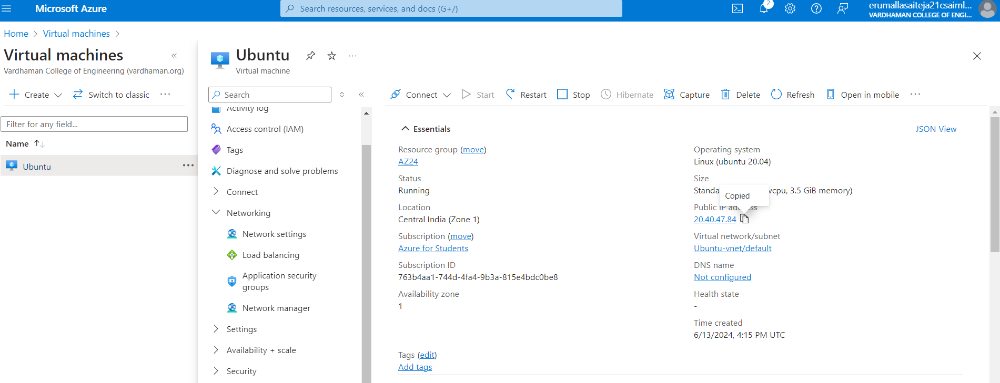 Microsoft Azure
Search resources, services, and docs (G+/)
2
erumallasaiteja21csaiml...
VARDHAMAN COLLEGE OF ENGI...
Home > Virtual machines >
Virtual machines «
Vardhaman College of Engineering (vardhaman.org)
+ Create Switch to classic ...
Filter for any field...
Name ↑↓
Ubuntu ...
Ubuntu ...
Virtual machine
Search
«
Activity log
Access control (IAM)
Tags
Diagnose and solve problems
Connect
Networking
Network settings
Load balancing
Application security
groups
Network manager
Settings
Availability + scale
Security
Connect Start Restart Stop Hibernate Capture Delete Refresh Open in mobile ...
Essentials
JSON View
Resource group (move)
AZ24
Status
Running
Location
Central India (Zone 1)
Subscription (move)
Azure for Students
Subscription ID
763b4aa1-744d-4fa4-9b3a-815e4bdc0be8
Availability zone
1
Operating system
Linux (ubuntu 20.04)
Size
vcpu, 3.5 GiB memory)
Copied
Public IP
20.40.47.84
Virtual network/subnet
Ubuntu-vnet/default
DNS name
Not configured
Health state
-
Time created
6/13/2024, 4:15 PM UTC
Tags (edit)
Add tags